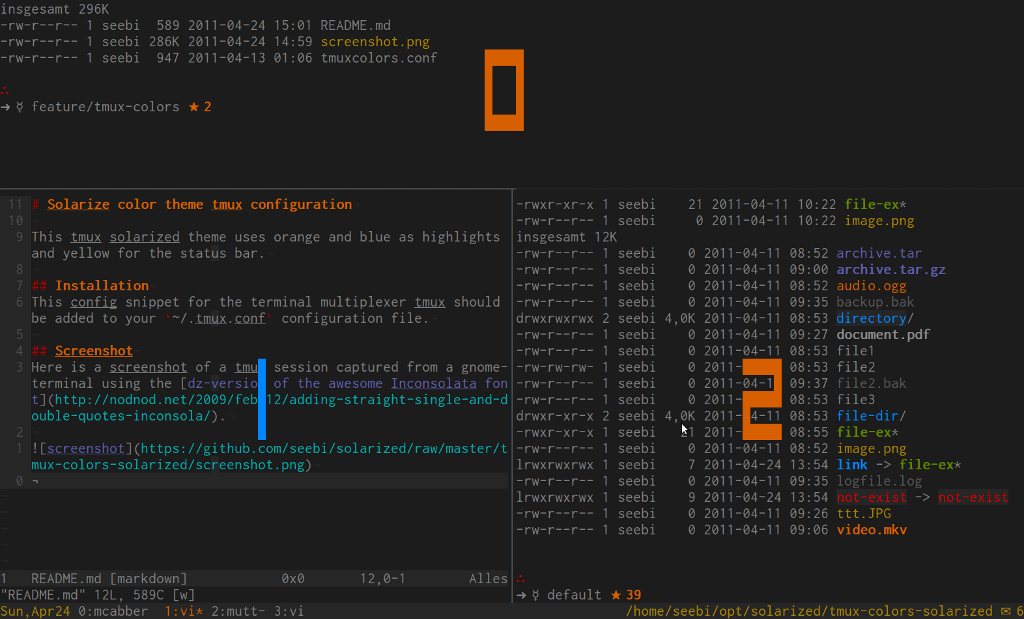 insgesamt 296K
-rw-r--r-- 1 seebi  589 2011-04-24 15:01 README.md
-rw-r--r-- 1 seebi 286K 2011-04-24 14:59 screenshot.png
-rw-r--r-- 1 seebi  947 2011-04-13 01:06 tmuxcolors.conf
0
∴
→ ☿ feature/tmux-colors ★ 2
11 # Solarize color theme tmux configuration
10
9 This tmux solarized theme uses orange and blue as highlights
and yellow for the status bar. ¬
8
7 ## Installation
6 This config snippet for the terminal multiplexer tmux should
be added to your `~/.tmux.conf` configuration file. ¬
5
4 ## Screenshot
3 Here is a screenshot of a tmu session captured from a gnome-
terminal using the [dz-versio of the awesome Inconsolata fon
t](http://nodnod.net/2009/feb 12/adding-straight-single-and-d
ouble-quotes-inconsola/). ¬
2
1 ![screenshot](https://github.com/seebi/solarized/raw/master/t
mux-colors-solarized/screenshot.png) ¬
0 ¬
1
1   README.md [markdown]            0x0       12,0-1        Alles
"README.md" 12L, 589C [w]
-rwxr-xr-x 1 seebi    21 2011-04-11 10:22 file-ex*
-rw-r--r-- 1 seebi     0 2011-04-11 10:22 image.png
insgesamt 12K
-rw-r--r-- 1 seebi    0 2011-04-11 08:52 archive.tar
-rw-r--r-- 1 seebi    0 2011-04-11 09:00 archive.tar.gz
-rw-r--r-- 1 seebi    0 2011-04-11 08:52 audio.ogg
-rw-r--r-- 1 seebi    0 2011-04-11 09:35 backup.bak
drwxrwxr-x 2 seebi 4,0K 2011-04-11 08:53 directory/
-rw-r--r-- 1 seebi    0 2011-04-11 09:27 document.pdf
-rw-r--r-- 1 seebi    0 2011-04-11 08:53 file1
-rw-rw-rw- 1 seebi    0 2011- 08:53 file2
-rw-r--r-- 1 seebi    0 2011-04-1 09:37 file2.bak
-rw-r--r-- 1 seebi    0 2011- 08:53 file3
drwxr-xr-x 2 seebi 4,0K 2011- 4-11 08:53 file-dir/
-rwxr-xr-x 1 seebi   21 2011- 08:55 file-ex*
-rw-r--r-- 1 seebi    0 2011-04-11 08:52 image.png
lrwxrwxrwx 1 seebi    7 2011-04-24 13:54 link -> file-ex*
-rw-r--r-- 1 seebi    0 2011-04-11 09:35 logfile.log
lrwxrwxrwx 1 seebi    9 2011-04-24 13:54 not-exist -> not-exist
-rw-r--r-- 1 seebi    0 2011-04-11 09:26 ttt.JPG
-rw-r--r-- 1 seebi    0 2011-04-11 09:06 video.mkv
2
∴
→ ☿ default ★ 39
Sun,Apr24 0:mcabber  1:vi* 2:mutt- 3:vi /home/seebi/opt/solarized/tmux-colors-solarized ✉ 6